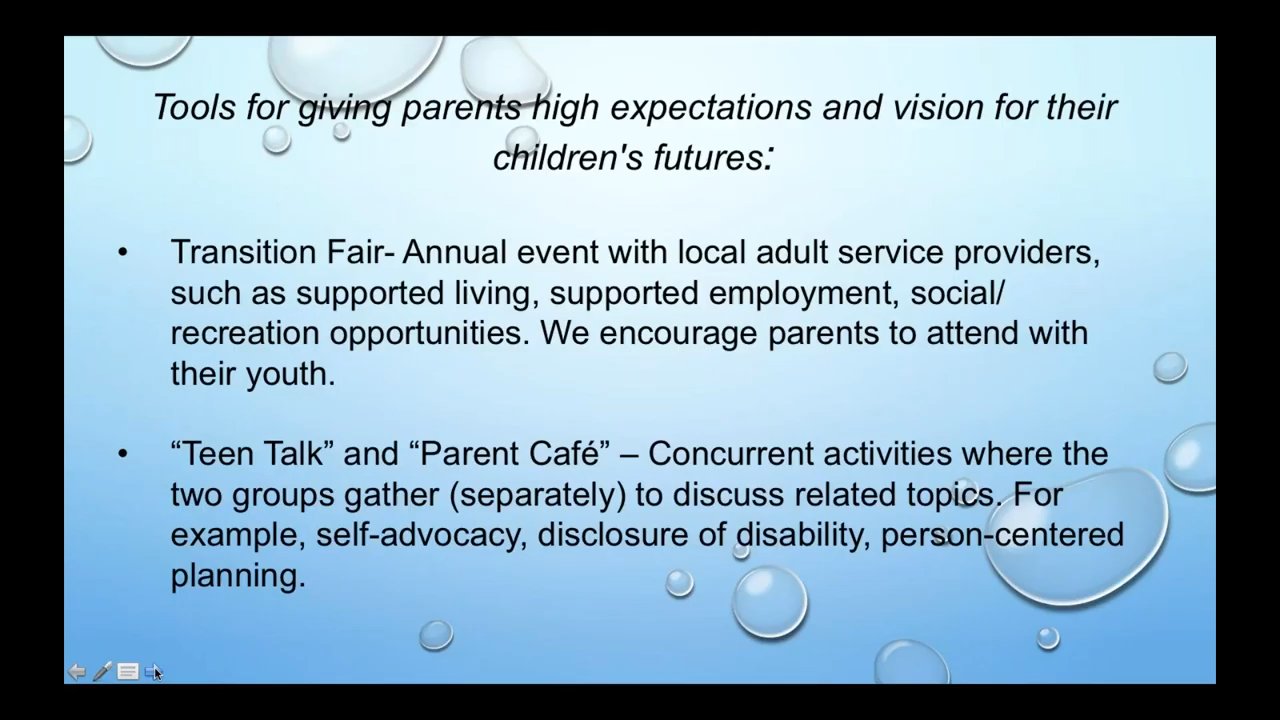 Tools for giving parents high expectations and vision for their
children's futures:
• Transition Fair- Annual event with local adult service providers,
such as supported living, supported employment, social/
recreation opportunities. We encourage parents to attend with
their youth.
• “Teen Talk” and “Parent Café” – Concurrent activities where the
two groups gather (separately) to discuss related topics. For
example, self-advocacy, disclosure of disability, person-centered
planning.